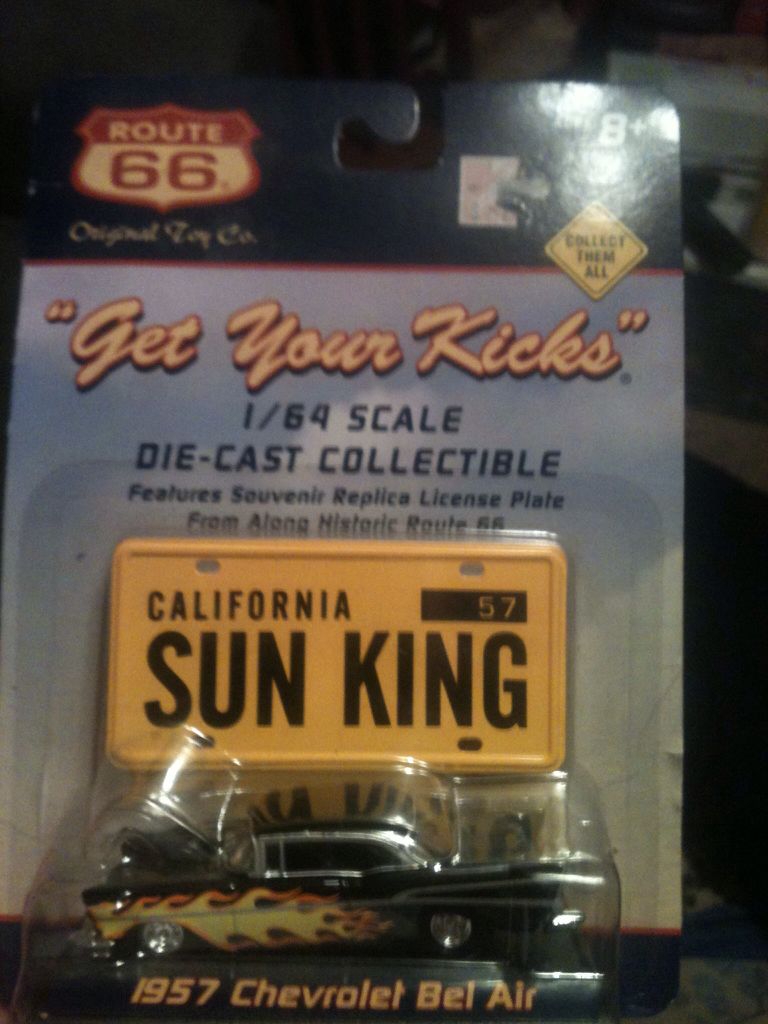 ROUTE
66
Original Toy Co.
8+
COLLECT
THEM
ALL
"Get Your Kicks"
1/64 SCALE
DIE-CAST COLLECTIBLE
Features Souvenir Replica License Plate
From Along Historic Route 66
CALIFORNIA 57
SUN KING
1957 Chevrolet Bel Air